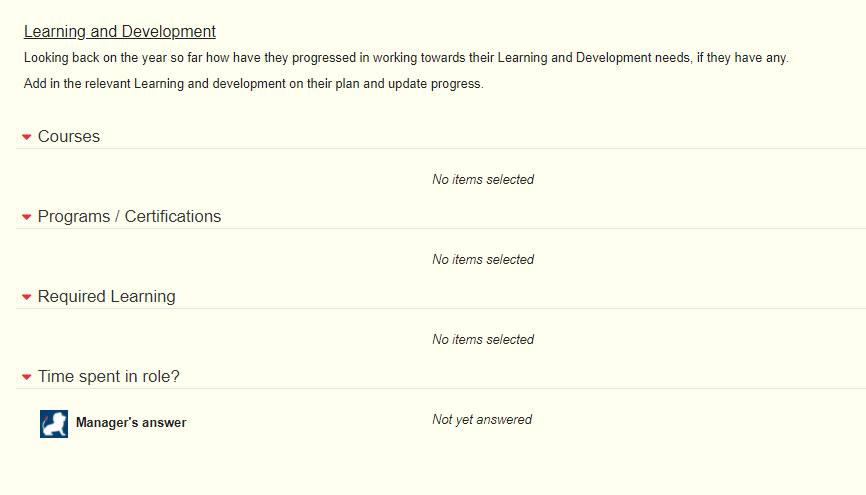 Learning and Development
Looking back on the year so far how have they progressed in working towards their Learning and Development needs, if they have any.
Add in the relevant Learning and development on their plan and update progress.
Courses
No items selected
Programs / Certifications
No items selected
Required Learning
No items selected
Time spent in role?
Manager's answer
Not yet answered